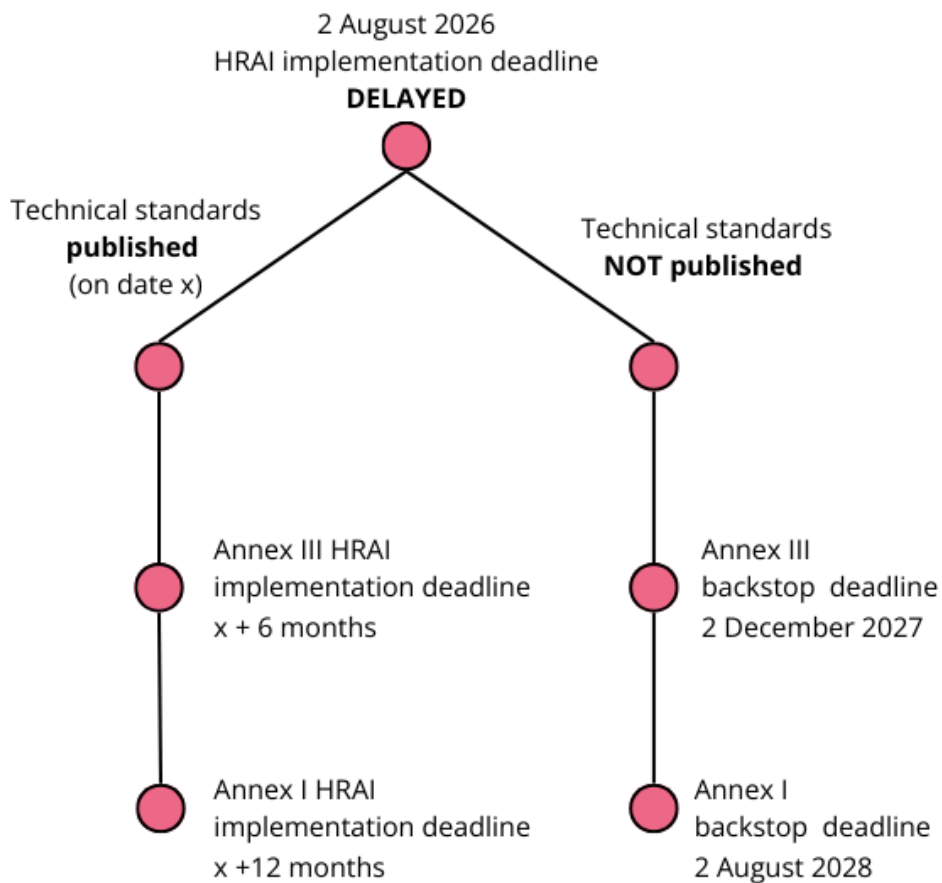 2 August 2026
HRAI implementation deadline
DELAYED
Technical standards
published
(on date x)
Technical standards
NOT published
Annex III HRAI
implementation deadline
x + 6 months
Annex III
backstop deadline
2 December 2027
Annex I HRAI
implementation deadline
x +12 months
Annex I
backstop deadline
2 August 2028